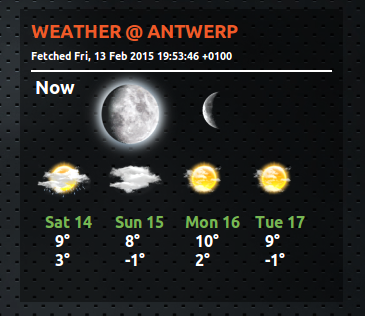 WEATHER @ ANTWERP
Fetched Fri, 13 Feb 2015 19:53:46 +0100
Now
Sat 14 Sun 15 Mon 16 Tue 17
9° 8° 10° 9°
3° -1° 2° -1°